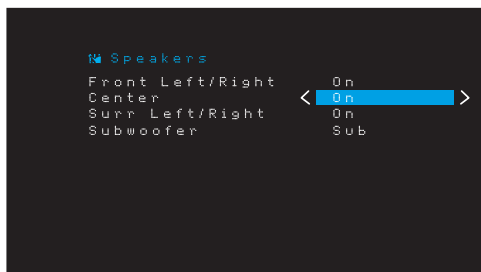 Speakers
Front Left/Right On
Center On
Surr Left/Right On
Subwoofer Sub